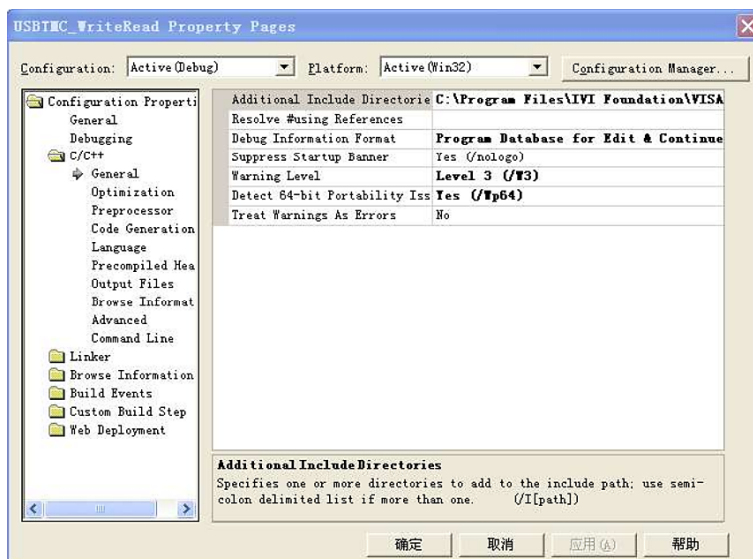 USBTMC_WriteRead Property Pages
Configuration: Active(Debug) Platform: Active(Win32) Configuration Manager...
Configuration Properti
General
Debugging
C/C++
General
Optimization
Preprocessor
Code Generation
Language
Precompiled Hea
Output Files
Browse Informat
Advanced
Command Line
Linker
Browse Information
Build Events
Custom Build Step
Web Deployment
Additional Include Directorie C:\Program Files\IVI Foundation\VISA
Resolve #using References
Debug Information Format Program Database for Edit & Continue
Suppress Startup Banner Yes (/nologo)
Warning Level Level 3 (/W3)
Detect 64-bit Portability Iss Yes (/Wp64)
Treat Warnings As Errors No
Additional Include Directories
Specifies one or more directories to add to the include path; use semi-
colon delimited list if more than one. (/I[path])
确定 取消 应用(A) 帮助